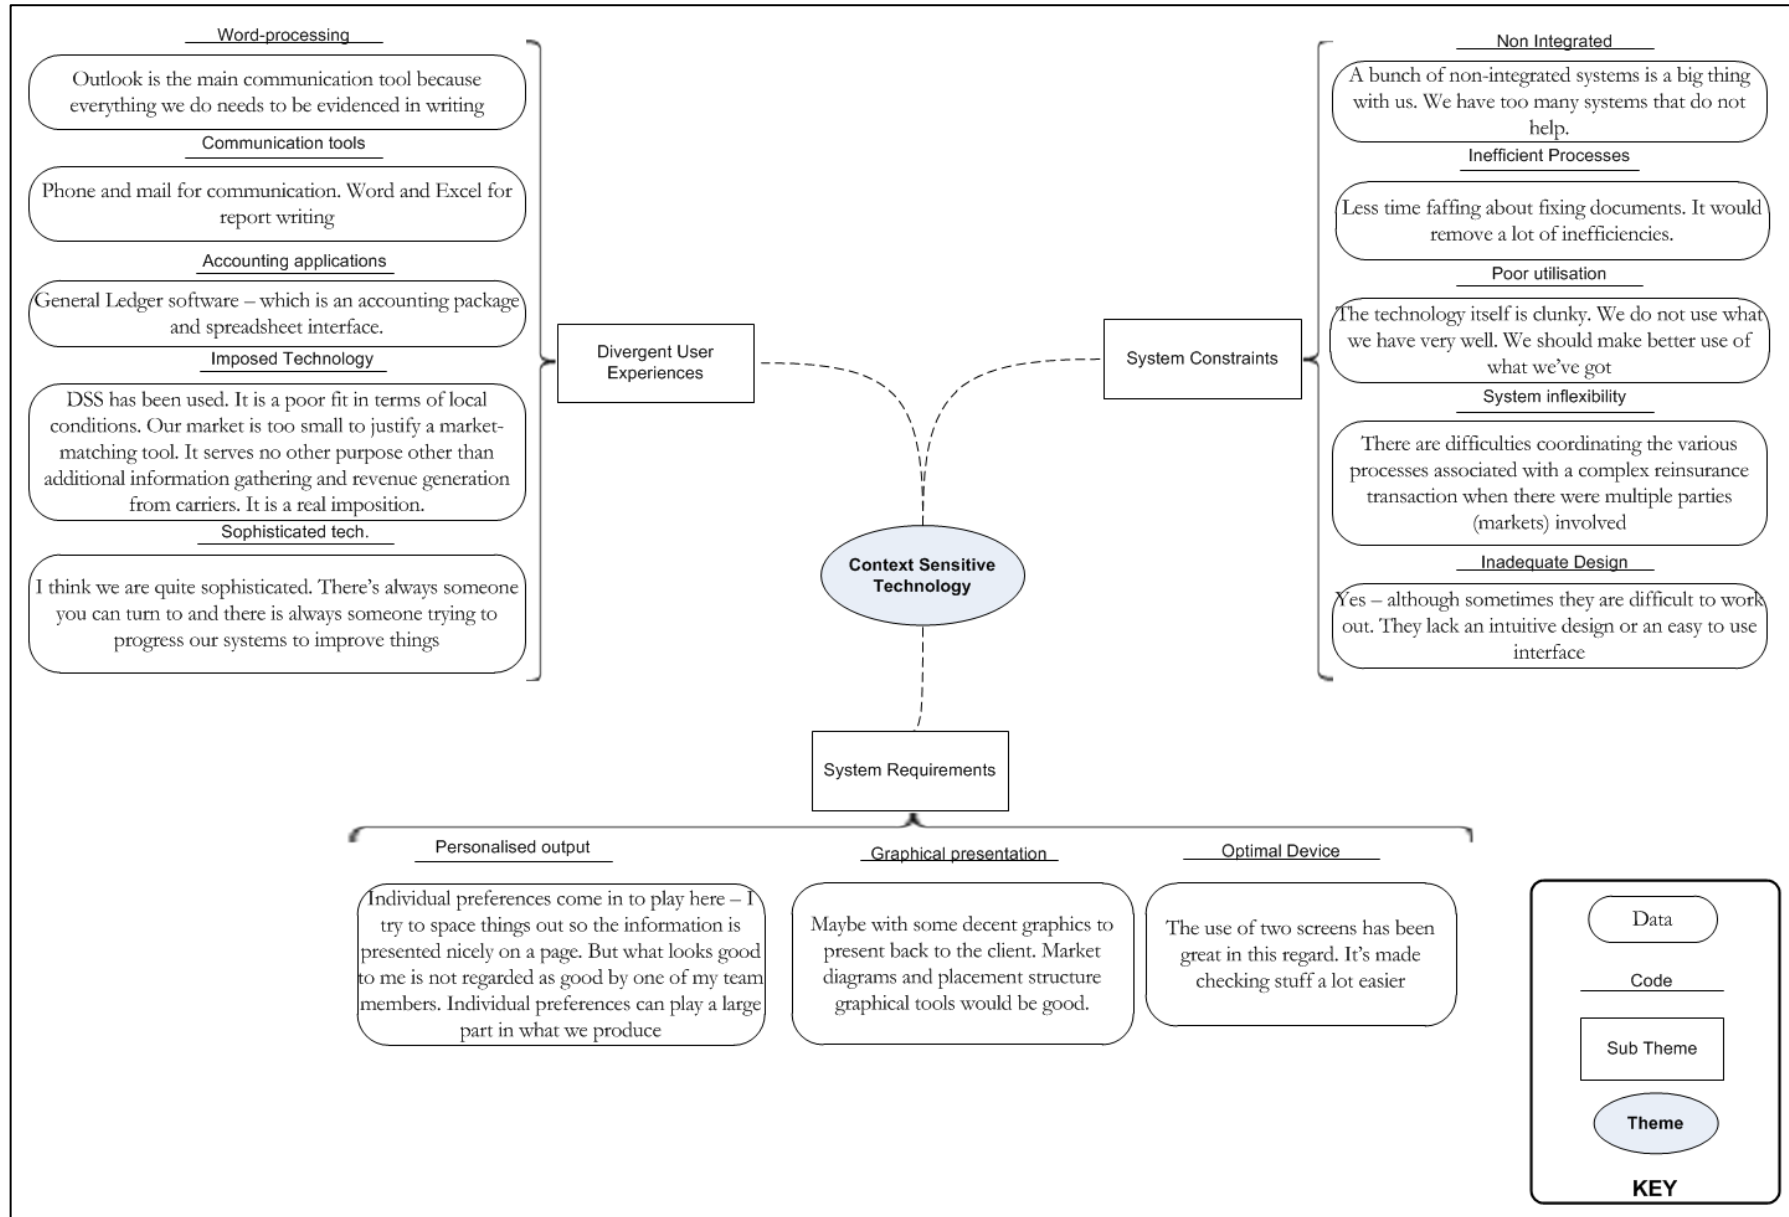 Word-processing
Outlook is the main communication tool because
everything we do needs to be evidenced in writing
Communication tools
Phone and mail for communication. Word and Excel for
report writing
Accounting applications
General Ledger software – which is an accounting package
and spreadsheet interface.
Imposed Technology
DSS has been used. It is a poor fit in terms of local
conditions. Our market is too small to justify a market-
matching tool. It serves no other purpose other than
additional information gathering and revenue generation
from carriers. It is a real imposition.
Sophisticated tech.
I think we are quite sophisticated. There's always someone
you can turn to and there is always someone trying to
progress our systems to improve things
Divergent User
Experiences
System Constraints
Non Integrated
A bunch of non-integrated systems is a big thing
with us. We have too many systems that do not
help.
Inefficient Processes
Less time faffing about fixing documents. It would
remove a lot of inefficiencies.
Poor utilisation
The technology itself is clunky. We do not use what
we have very well. We should make better use of
what we've got
System inflexibility
There are difficulties coordinating the various
processes associated with a complex reinsurance
transaction when there were multiple parties
(markets) involved
Inadequate Design
Yes – although sometimes they are difficult to work
out. They lack an intuitive design or an easy to use
interface
Context Sensitive
Technology
System Requirements
Personalised output
Individual preferences come in to play here – I
try to space things out so the information is
presented nicely on a page. But what looks good
to me is not regarded as good by one of my team
members. Individual preferences can play a large
part in what we produce
Graphical presentation
Maybe with some decent graphics to
present back to the client. Market
diagrams and placement structure
graphical tools would be good.
Optimal Device
The use of two screens has been
great in this regard. It's made
checking stuff a lot easier
Data
Code
Sub Theme
Theme
KEY